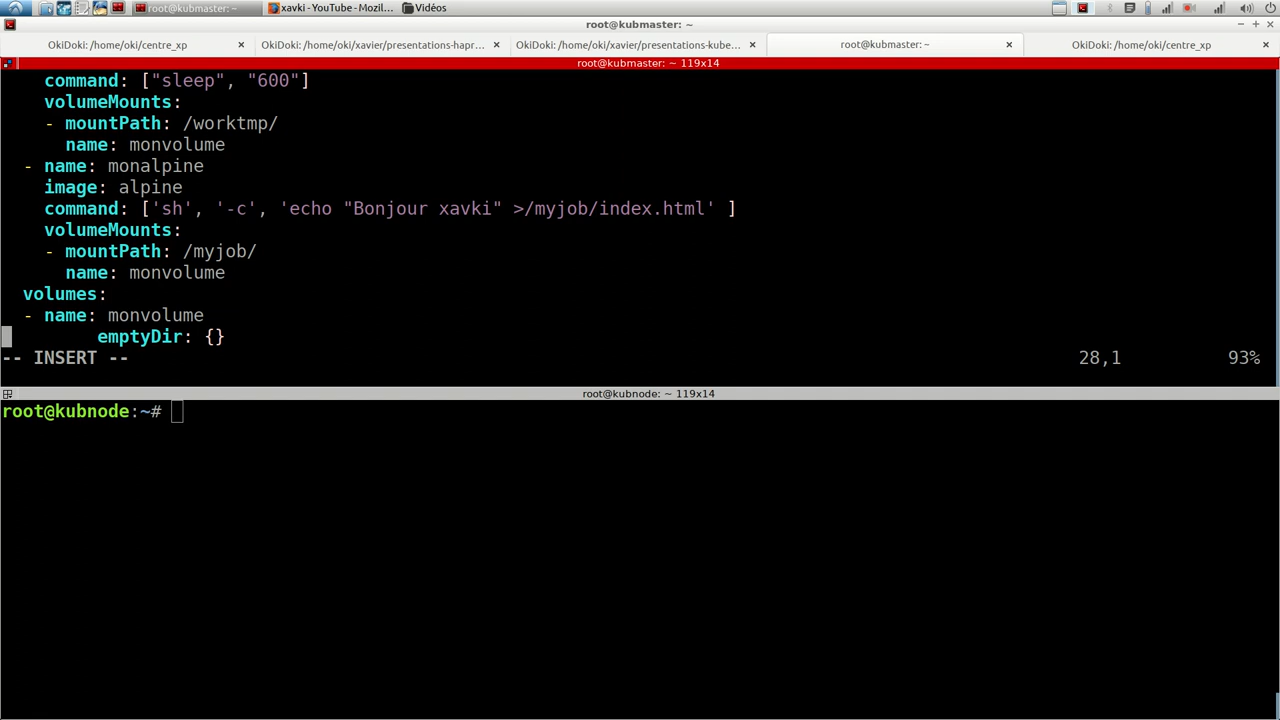 root@kubmaster: ~
xavki - YouTube - Mozil...
Vidéos
root@kubmaster: ~
OkiDoki: /home/oki/centre_xp
OkiDoki: /home/oki/xavier/presentations-hapr...
OkiDoki: /home/oki/xavier/presentations-kube...
root@kubmaster: ~
OkiDoki: /home/oki/centre_xp
root@kubmaster: ~ 119x14
    command: ["sleep", "600"]
    volumeMounts:
    - mountPath: /worktmp/
      name: monvolume
  - name: monalpine
    image: alpine
    command: ['sh', '-c', 'echo "Bonjour xavki" >/myjob/index.html' ]
    volumeMounts:
    - mountPath: /myjob/
      name: monvolume
  volumes:
  - name: monvolume
         emptyDir: {}
-- INSERT -- 28,1 93%
root@kubnode: ~ 119x14
root@kubnode:~#